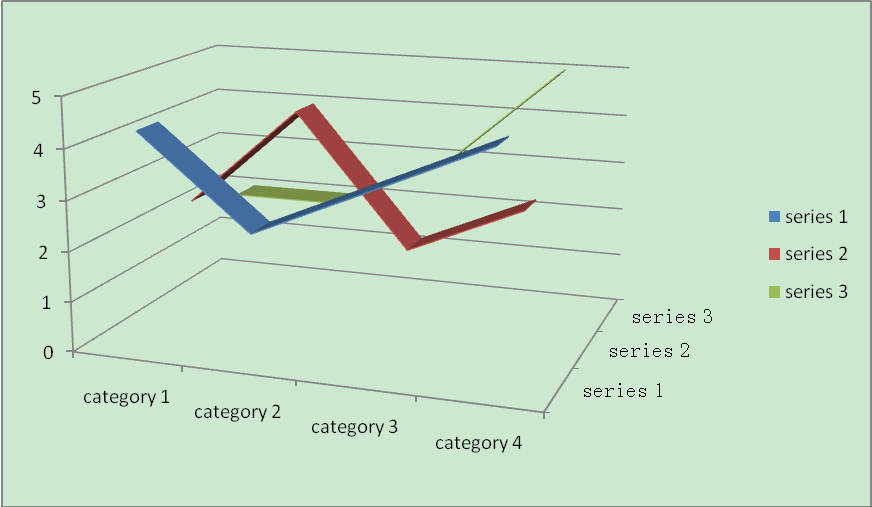 5
4
3
2
1
0
category 1
category 2
category 3
category 4
series 3
series 2
series 1
series 1
series 2
series 3